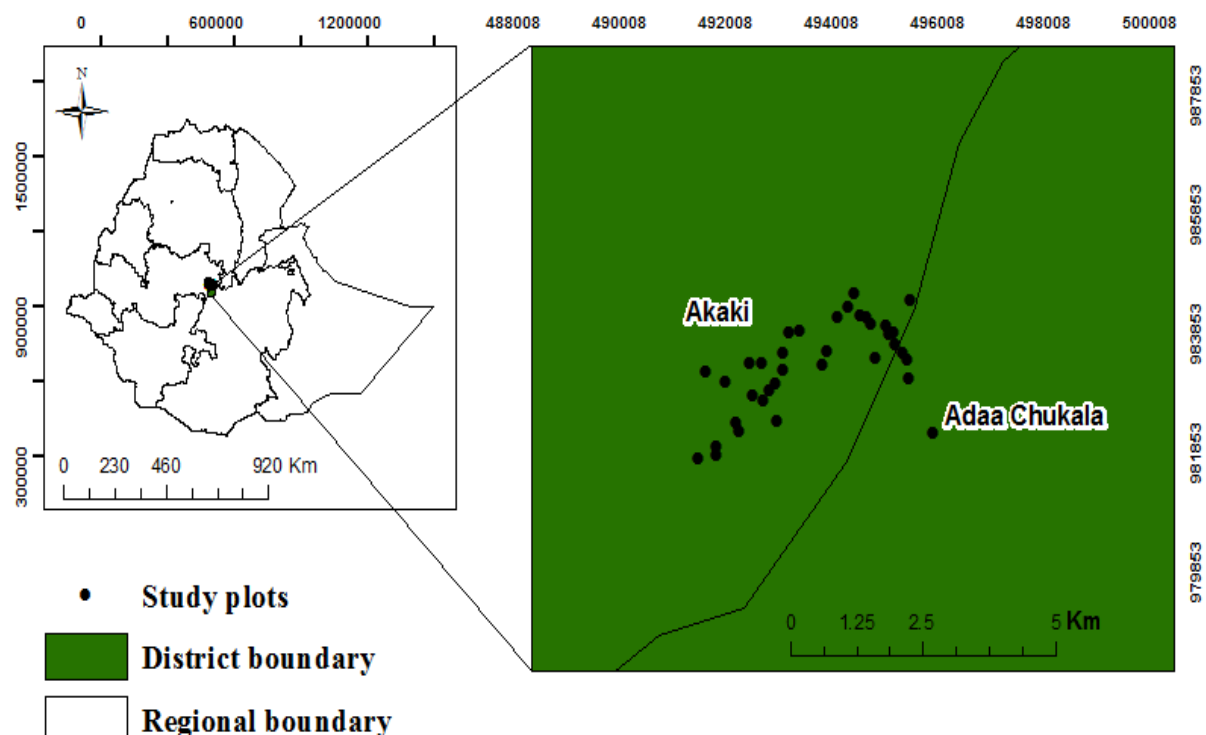 0 600000 1200000
488008 490008 492008 494008 496008 498008 500008
N
1500000
900000
300000
987853
985853
983853
981853
979853
Akaki
Adaa Chukala
0 230 460 920 Km
0 1.25 2.5 5 Km
Study plots
District boundary
Regional boundary